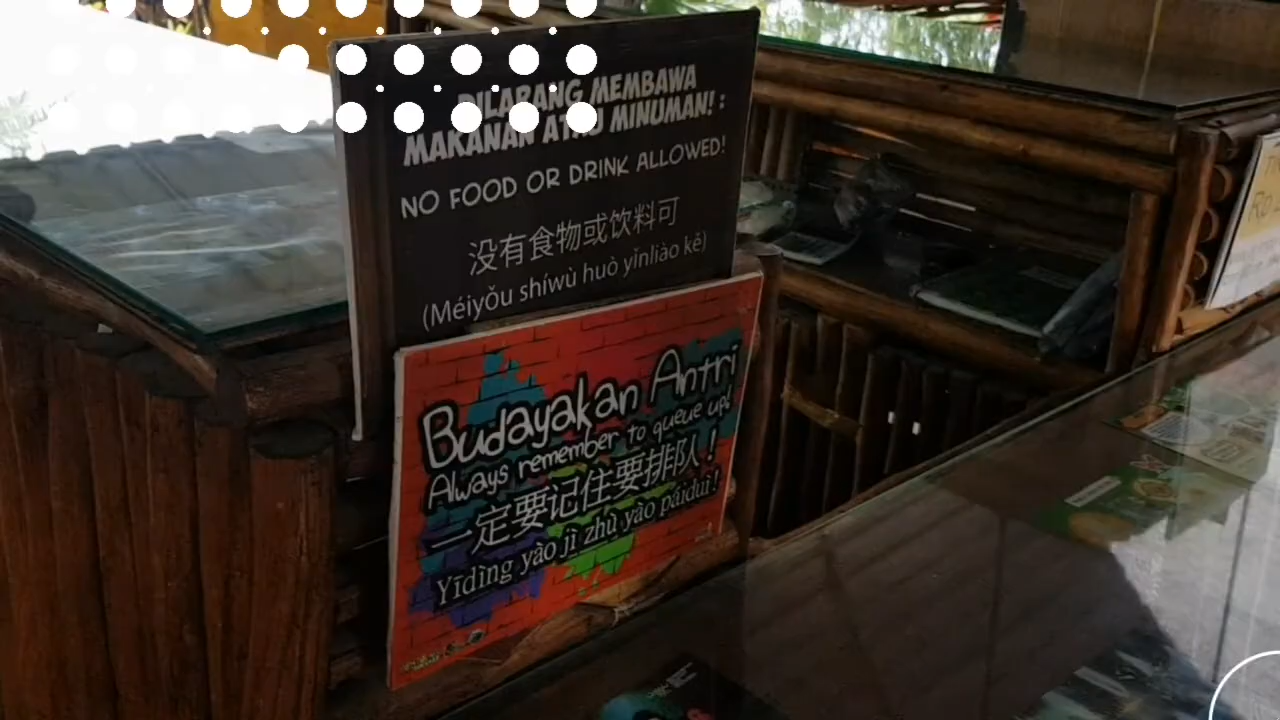 DILARANG MEMBAWA
MAKANAN ATAU MINUMAN! :
NO FOOD OR DRINK ALLOWED!
没有食物或饮料可
(Méiyǒu shíwù huò yǐnliào kě)
Budayakan Antri
Always remember to queue up!
一定要记住要排队！
Yīdìng yào jì zhù yào páiduì!